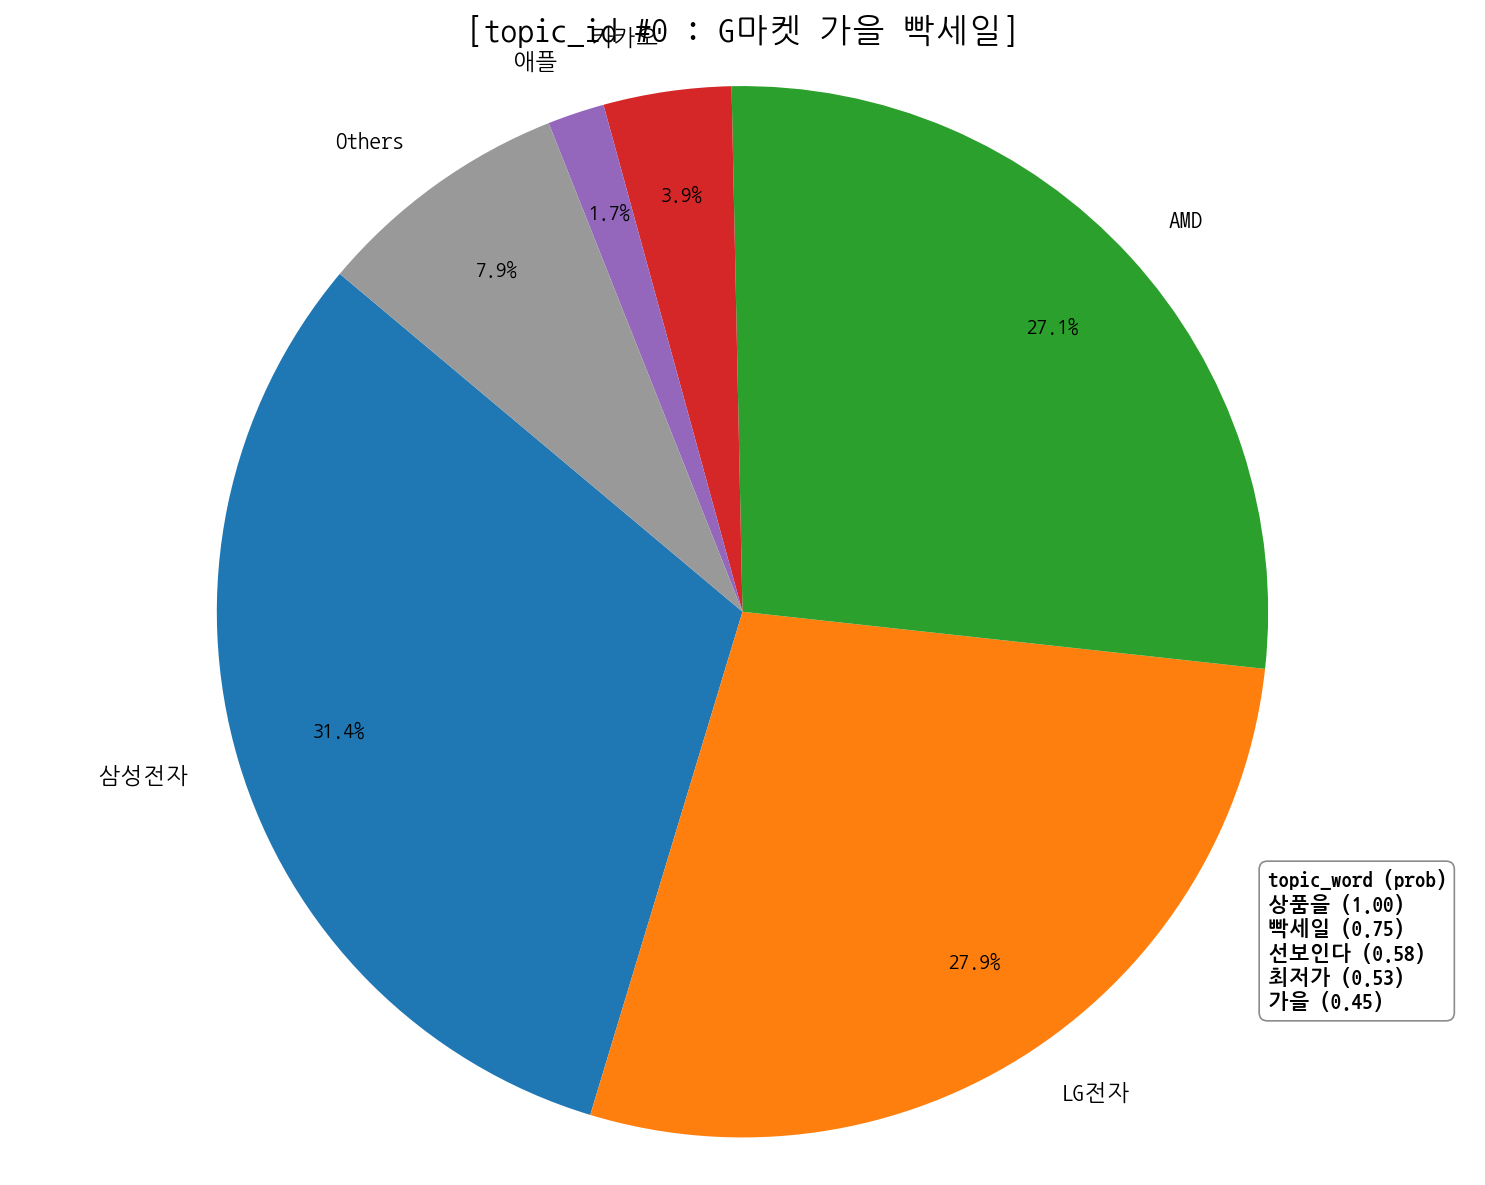 [topic_id #0 : G마켓 가을 빡세일]
카카오
애플
Others
AMD
3.9%
1.7%
7.9%
27.1%
31.4%
삼성전자
27.9%
LG전자
topic_word (prob)
상품을 (1.00)
빡세일 (0.75)
선보인다 (0.58)
최저가 (0.53)
가을 (0.45)